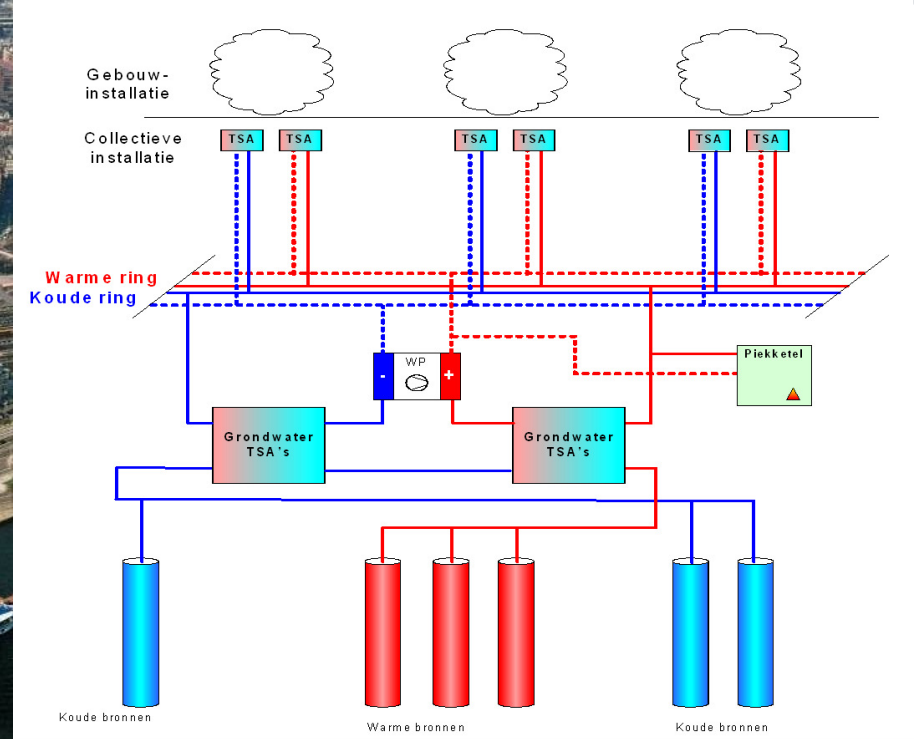 Gebouw-
installatie
Collectieve
installatie
TSA
TSA
TSA
TSA
TSA
TSA
Warme ring
Koude ring
WP
-
+
Piekketel
Grondwater
TSA's
Grondwater
TSA's
Koude bronnen
Warme bronnen
Koude bronnen